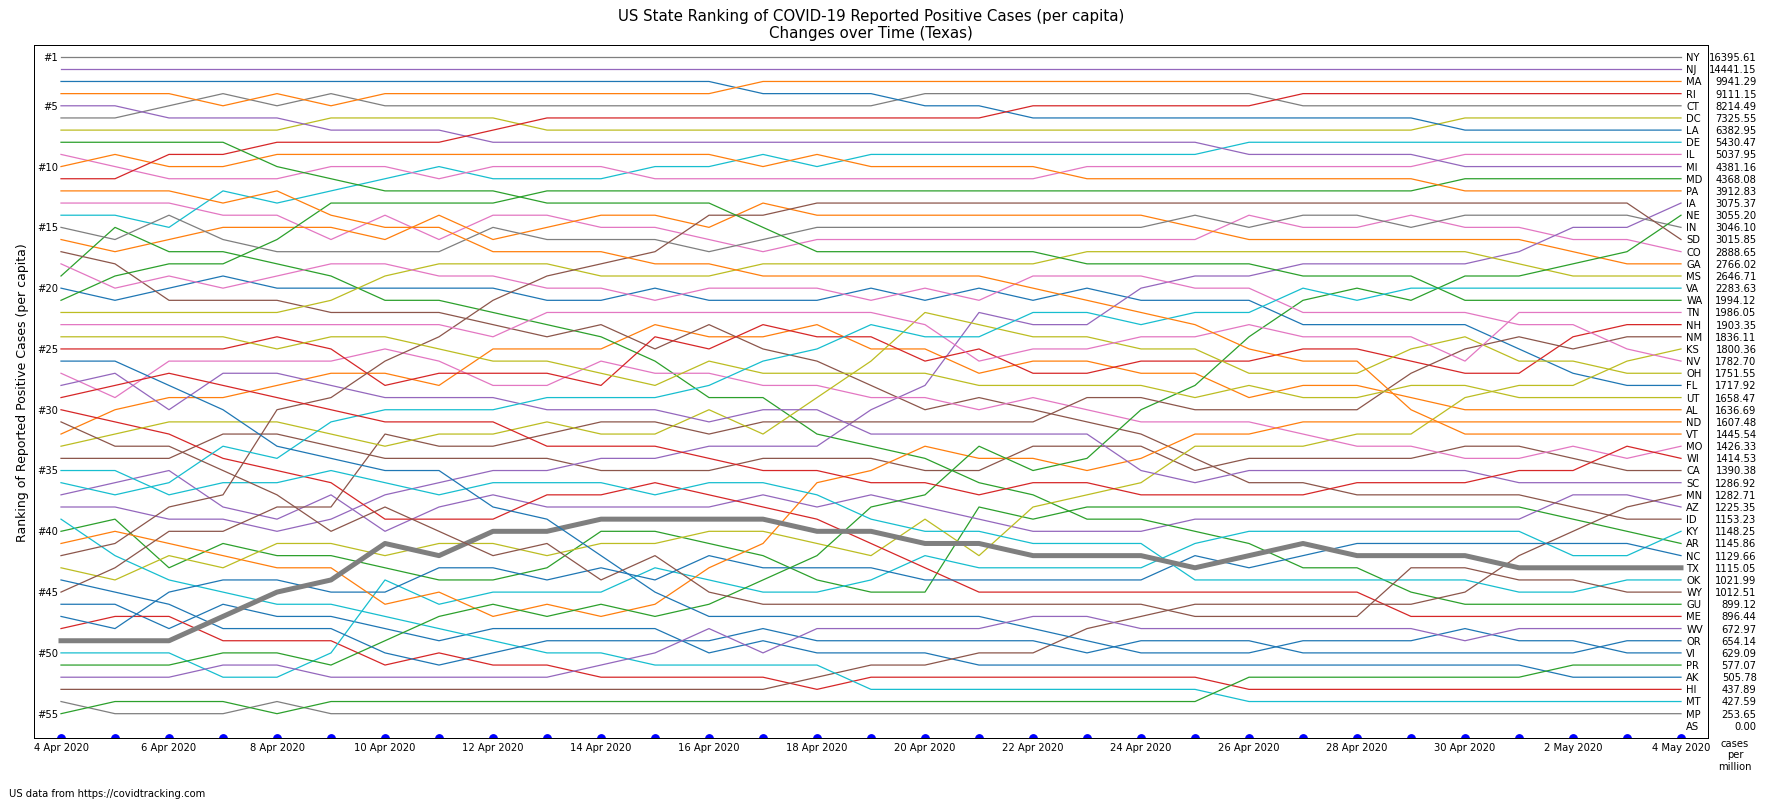 US State Ranking of COVID-19 Reported Positive Cases (per capita)
Changes over Time (Texas)
Ranking of Reported Positive Cases (per capita)
#1
#5
#10
#15
#20
#25
#30
#35
#40
#45
#50
#55
NY 16395.61
NJ 14441.15
MA 9941.29
RI 9111.15
CT 8214.49
DC 7325.55
LA 6382.95
DE 5430.47
IL 5037.95
MI 4381.16
MD 4368.08
PA 3912.83
IA 3075.37
NE 3055.20
IN 3046.10
SD 3015.85
CO 2888.65
GA 2766.02
MS 2646.71
VA 2283.63
WA 1994.12
TN 1986.05
NH 1903.35
NM 1836.11
KS 1800.36
NV 1782.70
OH 1751.55
FL 1717.92
UT 1658.47
AL 1636.69
ND 1607.48
VT 1445.54
MO 1426.33
WI 1414.53
CA 1390.38
SC 1286.92
MN 1282.71
AZ 1225.35
ID 1153.23
KY 1148.25
AR 1145.86
NC 1129.66
TX 1115.05
OK 1021.99
WY 1012.51
GU 899.12
ME 896.44
WV 672.97
OR 654.14
VI 629.09
PR 577.07
AK 505.78
HI 437.89
MT 427.59
MP 253.65
AS 0.00
4 Apr 2020 6 Apr 2020 8 Apr 2020 10 Apr 2020 12 Apr 2020 14 Apr 2020 16 Apr 2020 18 Apr 2020 20 Apr 2020 22 Apr 2020 24 Apr 2020 26 Apr 2020 28 Apr 2020 30 Apr 2020 2 May 2020 4 May 2020
cases
per
million
US data from https://covidtracking.com